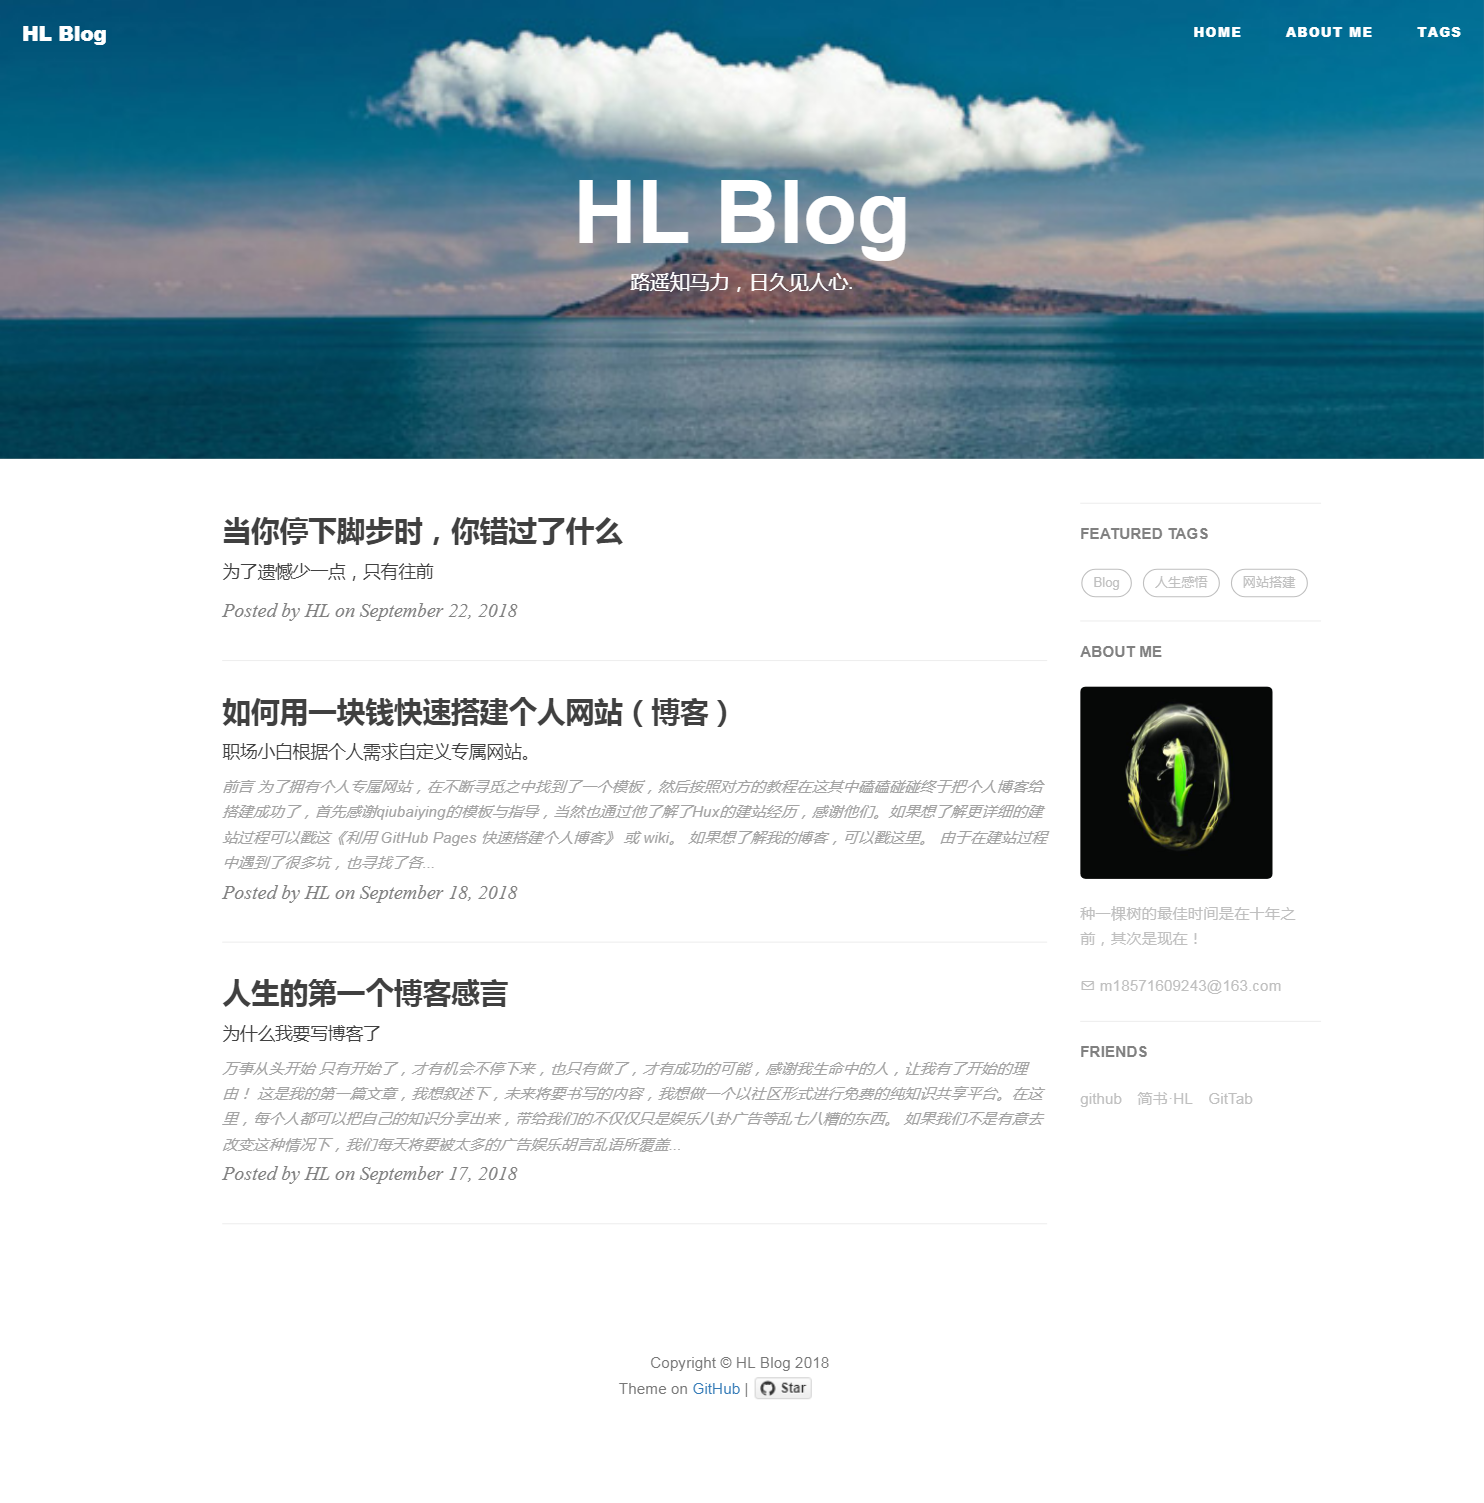 HL Blog
HOME ABOUT ME TAGS
HL Blog
路遥知马力，日久见人心.
当你停下脚步时，你错过了什么
为了遗憾少一点，只有往前
Posted by HL on September 22, 2018
如何用一块钱快速搭建个人网站（博客）
职场小白根据个人需求自定义专属网站。
前言 为了拥有个人专属网站，在不断寻觅之中找到了一个模板，然后按照对方的教程在这其中磕磕碰碰终于把个人博客给
搭建成功了，首先感谢qiubaiying的模板与指导，当然也通过他了解了Hux的建站经历，感谢他们。如果想了解更详细的建
站过程可以戳这《利用 GitHub Pages 快速搭建个人博客》 或 wiki。 如果想了解我的博客，可以戳这里。 由于在建站过程
中遇到了很多坑，也寻找了各...
Posted by HL on September 18, 2018
人生的第一个博客感言
为什么我要写博客了
万事从头开始 只有开始了，才有机会不停下来，也只有做了，才有成功的可能，感谢我生命中的人，让我有了开始的理
由！ 这是我的第一篇文章，我想叙述下，未来将要书写的内容，我想做一个以社区形式进行免费的纯知识共享平台。在这
里，每个人都可以把自己的知识分享出来，带给我们的不仅仅只是娱乐八卦广告等乱七八糟的东西。 如果我们不是有意去
改变这种情况下，我们每天将要被太多的广告娱乐胡言乱语所覆盖...
Posted by HL on September 17, 2018
FEATURED TAGS
Blog 人生感悟 网站搭建
ABOUT ME
种一棵树的最佳时间是在十年之
前，其次是现在！
m18571609243@163.com
FRIENDS
github 简书·HL GitTab
Copyright © HL Blog 2018
Theme on GitHub | Star